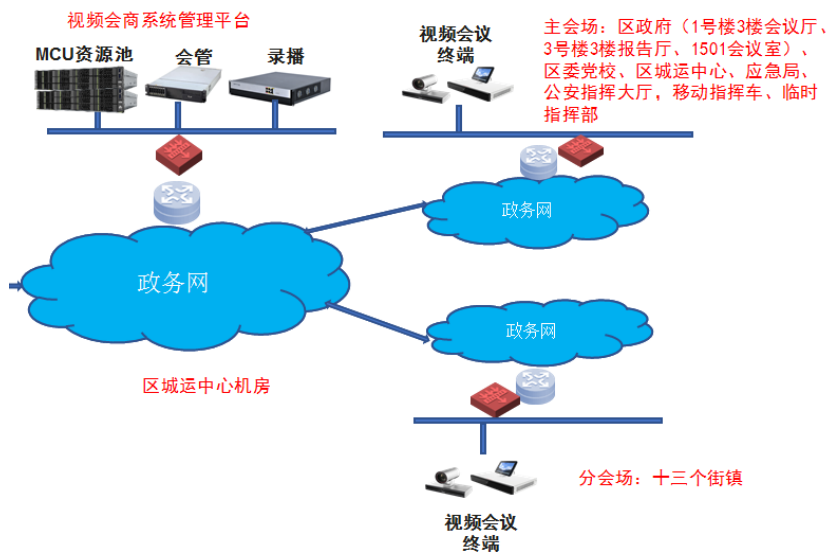 视频会商系统管理平台
MCU资源池
会管
录播
视频会议
终端
主会场：区政府（1号楼3楼会议厅、
3号楼3楼报告厅、1501会议室）、
区委党校、区城运中心、应急局、
公安指挥大厅，移动指挥车、临时
指挥部
政务网
政务网
政务网
区城运中心机房
分会场：十三个街镇
视频会议
终端